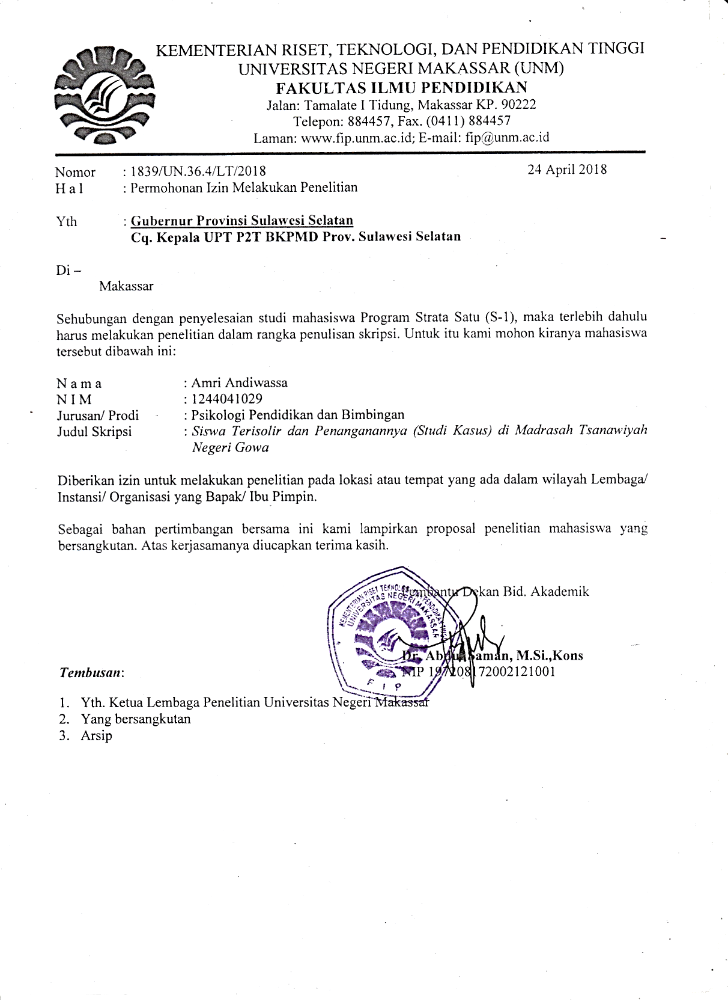 KEMENTERIAN RISET, TEKNOLOGI, DAN PENDIDIKAN TINGGI
UNIVERSITAS NEGERI MAKASSAR (UNM)
FAKULTAS ILMU PENDIDIKAN
Jalan: Tamalate I Tidung, Makassar KP. 90222
Telepon: 884457, Fax. (0411) 884457
Laman: www.fip.unm.ac.id; E-mail: fip@unm.ac.id
Nomor : 1839/UN.36.4/LT/2018 24 April 2018
H a l : Permohonan Izin Melakukan Penelitian
Yth : Gubernur Provinsi Sulawesi Selatan
Cq. Kepala UPT P2T BKPMD Prov. Sulawesi Selatan
Di –
Makassar
Sehubungan dengan penyelesaian studi mahasiswa Program Strata Satu (S-1), maka terlebih dahulu
harus melakukan penelitian dalam rangka penulisan skripsi. Untuk itu kami mohon kiranya mahasiswa
tersebut dibawah ini:
N a m a : Amri Andiwassa
N I M : 1244041029
Jurusan/ Prodi : Psikologi Pendidikan dan Bimbingan
Judul Skripsi : Siswa Terisolir dan Penanganannya (Studi Kasus) di Madrasah Tsanawiyah
Negeri Gowa
Diberikan izin untuk melakukan penelitian pada lokasi atau tempat yang ada dalam wilayah Lembaga/
Instansi/ Organisasi yang Bapak/ Ibu Pimpin.
Sebagai bahan pertimbangan bersama ini kami lampirkan proposal penelitian mahasiswa yang
bersangkutan. Atas kerjasamanya diucapkan terima kasih.
Pembantu Dekan Bid. Akademik
KEMENTERIAN RISET TEKNOLOGI DAN PENDIDIKAN TINGGI
UNIVERSITAS NEGERI MAKASSAR
F I P
Dr. Abdul Saman, M.Si.,Kons
NIP 197208172002121001
Tembusan:
1. Yth. Ketua Lembaga Penelitian Universitas Negeri Makassar
2. Yang bersangkutan
3. Arsip